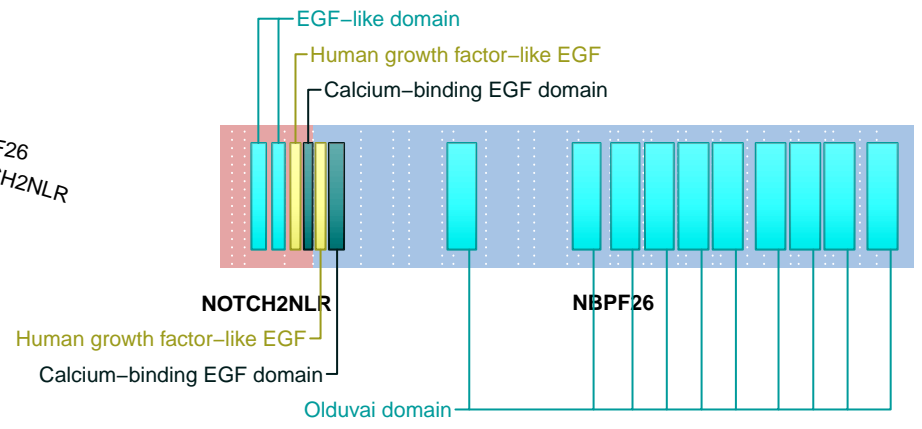 EGF−like domain
Human growth factor−like EGF
Calcium−binding EGF domain
NOTCH2NLR
NBPF26
Human growth factor−like EGF
Calcium−binding EGF domain
Olduvai domain